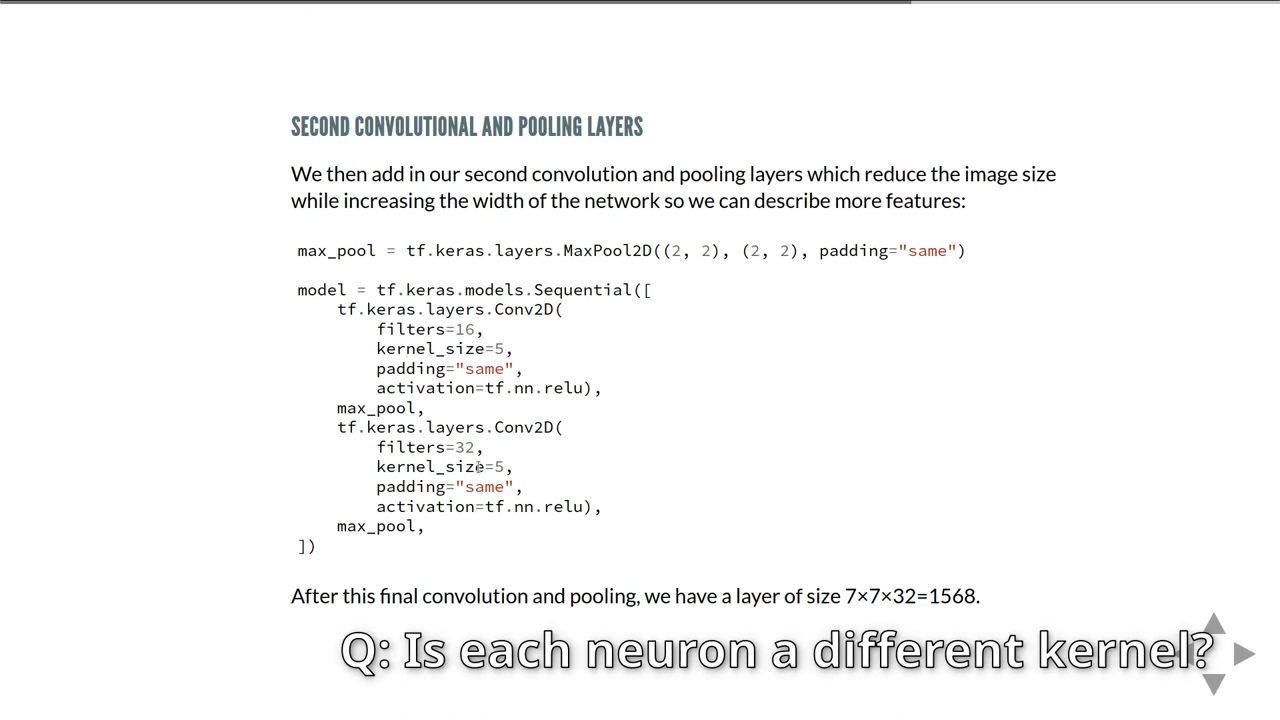 SECOND CONVOLUTIONAL AND POOLING LAYERS
We then add in our second convolution and pooling layers which reduce the image size
while increasing the width of the network so we can describe more features:
max_pool = tf.keras.layers.MaxPool2D((2, 2), (2, 2), padding="same")
model = tf.keras.models.Sequential([
    tf.keras.layers.Conv2D(
        filters=16,
        kernel_size=5,
        padding="same",
        activation=tf.nn.relu),
    max_pool,
    tf.keras.layers.Conv2D(
        filters=32,
        kernel_size=5,
        padding="same",
        activation=tf.nn.relu),
    max_pool,
])
After this final convolution and pooling, we have a layer of size 7×7×32=1568.
Q: Is each neuron a different kernel?